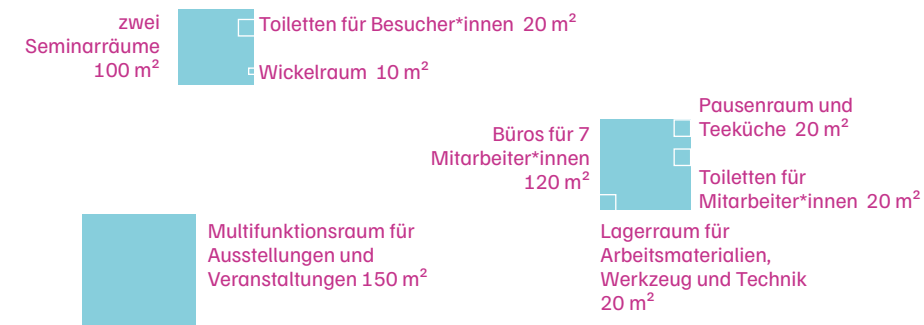 zwei
Seminarräume
100 m²
Toiletten für Besucher*innen 20 m²
Wickelraum 10 m²
Büros für 7
Mitarbeiter*innen
120 m²
Pausenraum und
Teeküche 20 m²
Toiletten für
Mitarbeiter*innen 20 m²
Multifunktionsraum für
Ausstellungen und
Veranstaltungen 150 m²
Lagerraum für
Arbeitsmaterialien,
Werkzeug und Technik
20 m²